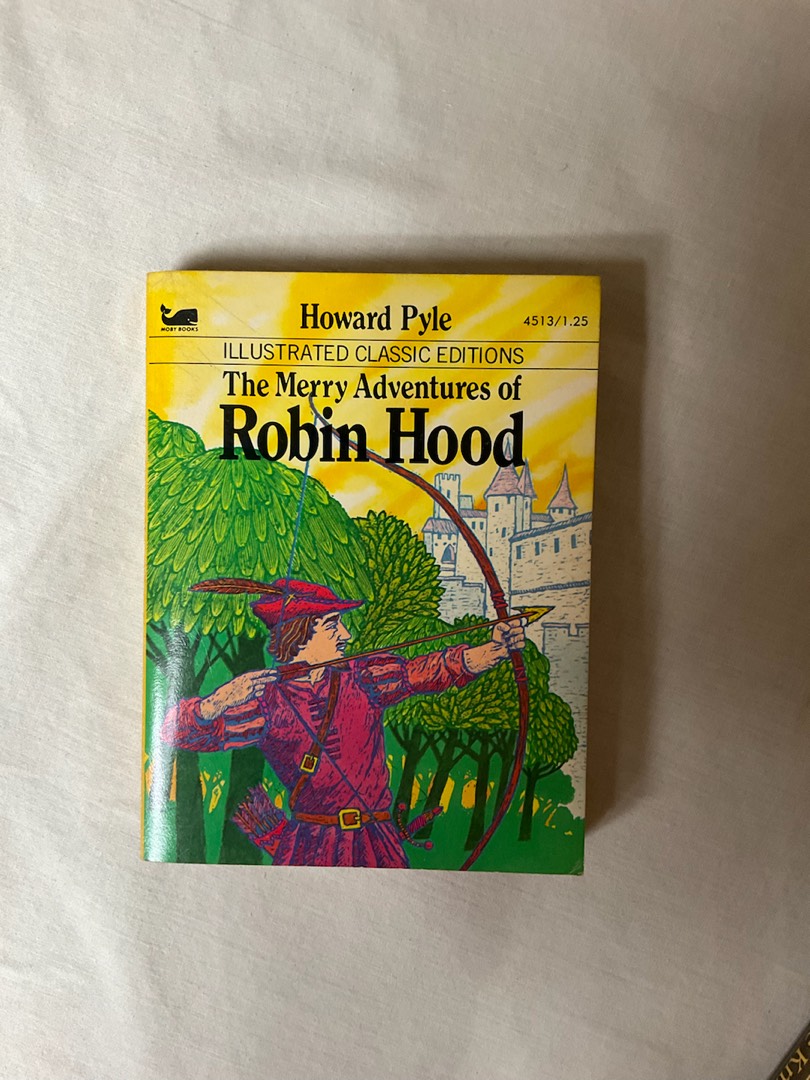 Howard Pyle
4513/1.25
MOBY BOOKS
ILLUSTRATED CLASSIC EDITIONS
The Merry Adventures of
Robin Hood